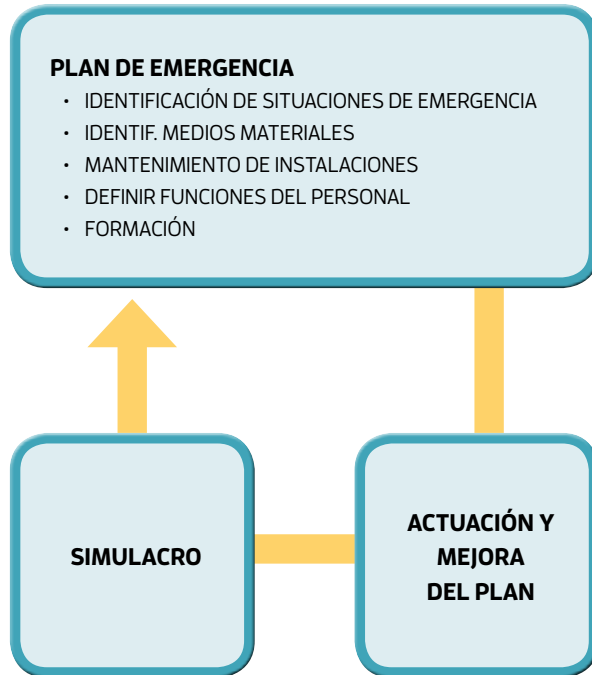 PLAN DE EMERGENCIA
• IDENTIFICACIÓN DE SITUACIONES DE EMERGENCIA
• IDENTIF. MEDIOS MATERIALES
• MANTENIMIENTO DE INSTALACIONES
• DEFINIR FUNCIONES DEL PERSONAL
• FORMACIÓN
SIMULACRO
ACTUACIÓN Y
MEJORA
DEL PLAN